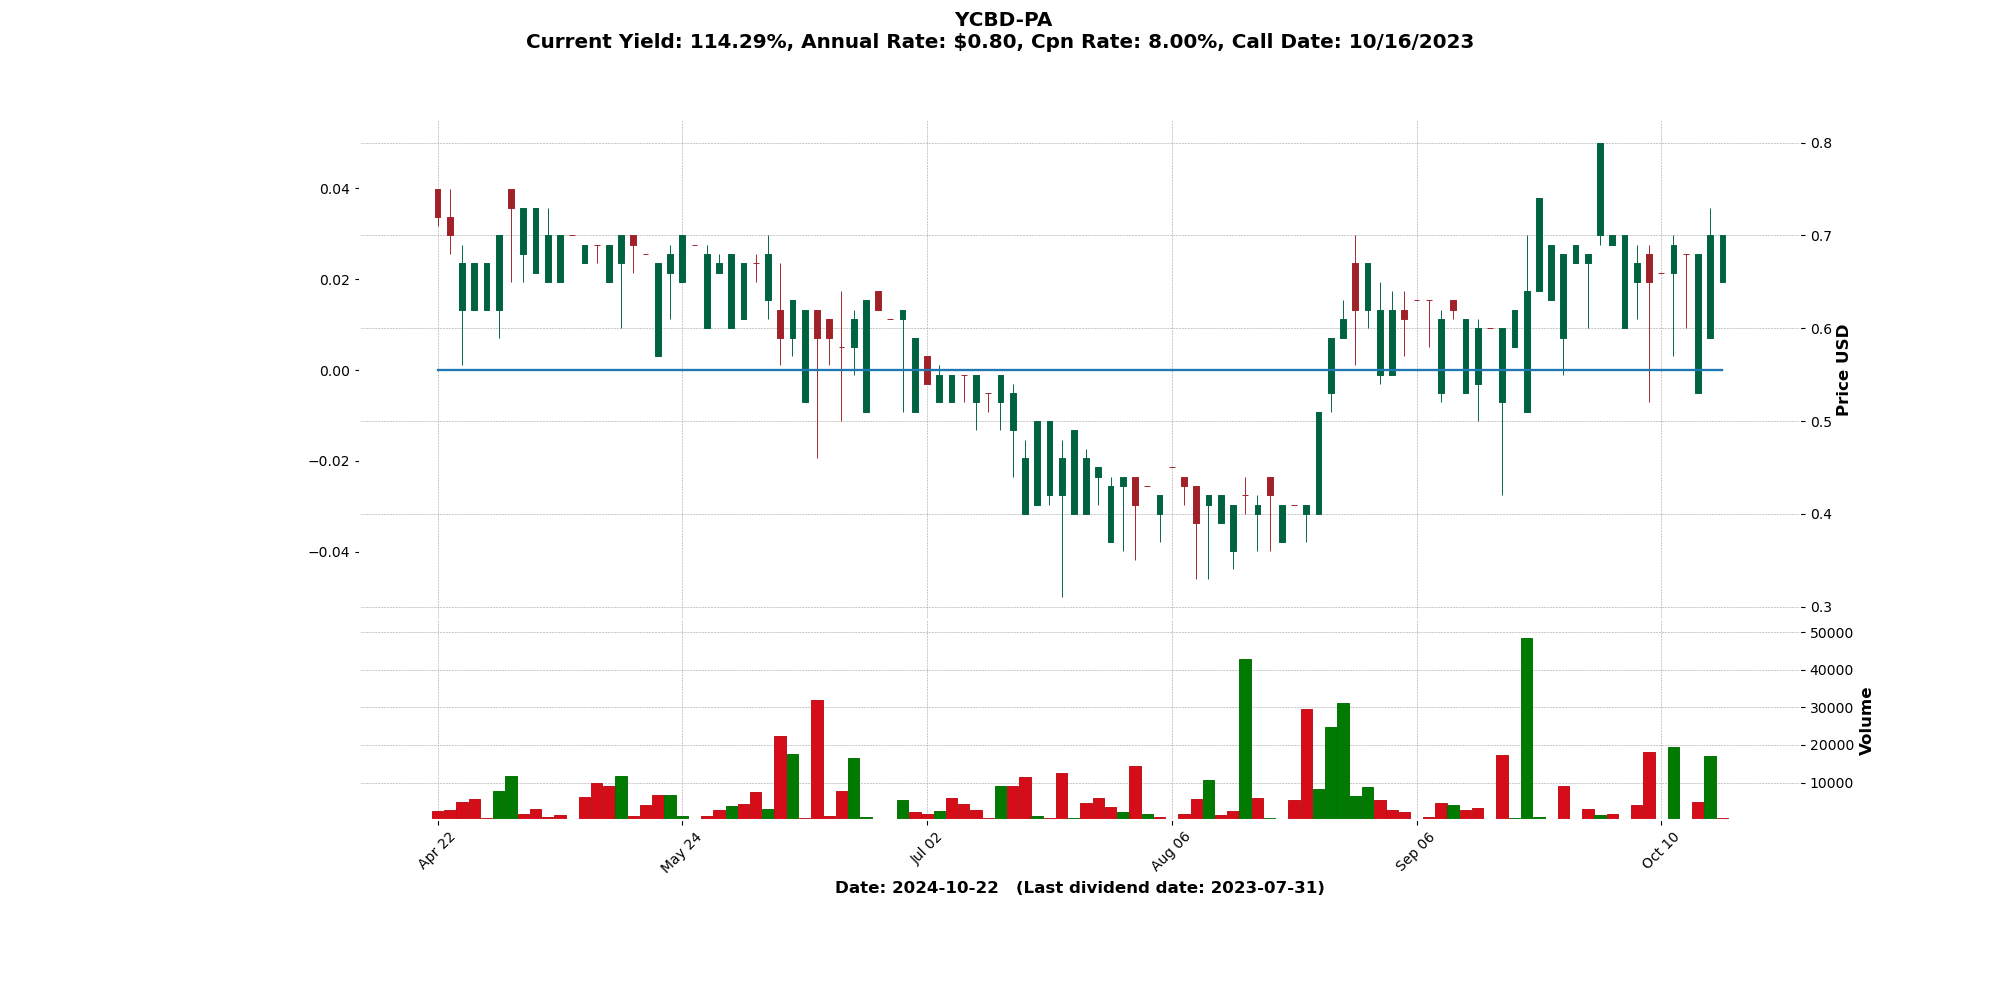 YCBD-PA
Current Yield: 114.29%, Annual Rate: $0.80, Cpn Rate: 8.00%, Call Date: 10/16/2023
0.04
0.02
0.00
−0.02
−0.04
0.8
0.7
0.6
0.5
0.4
0.3
Price USD
50000
40000
30000
20000
10000
Volume
Apr 22
May 24
Jul 02
Aug 06
Sep 06
Oct 10
Date: 2024-10-22   (Last dividend date: 2023-07-31)